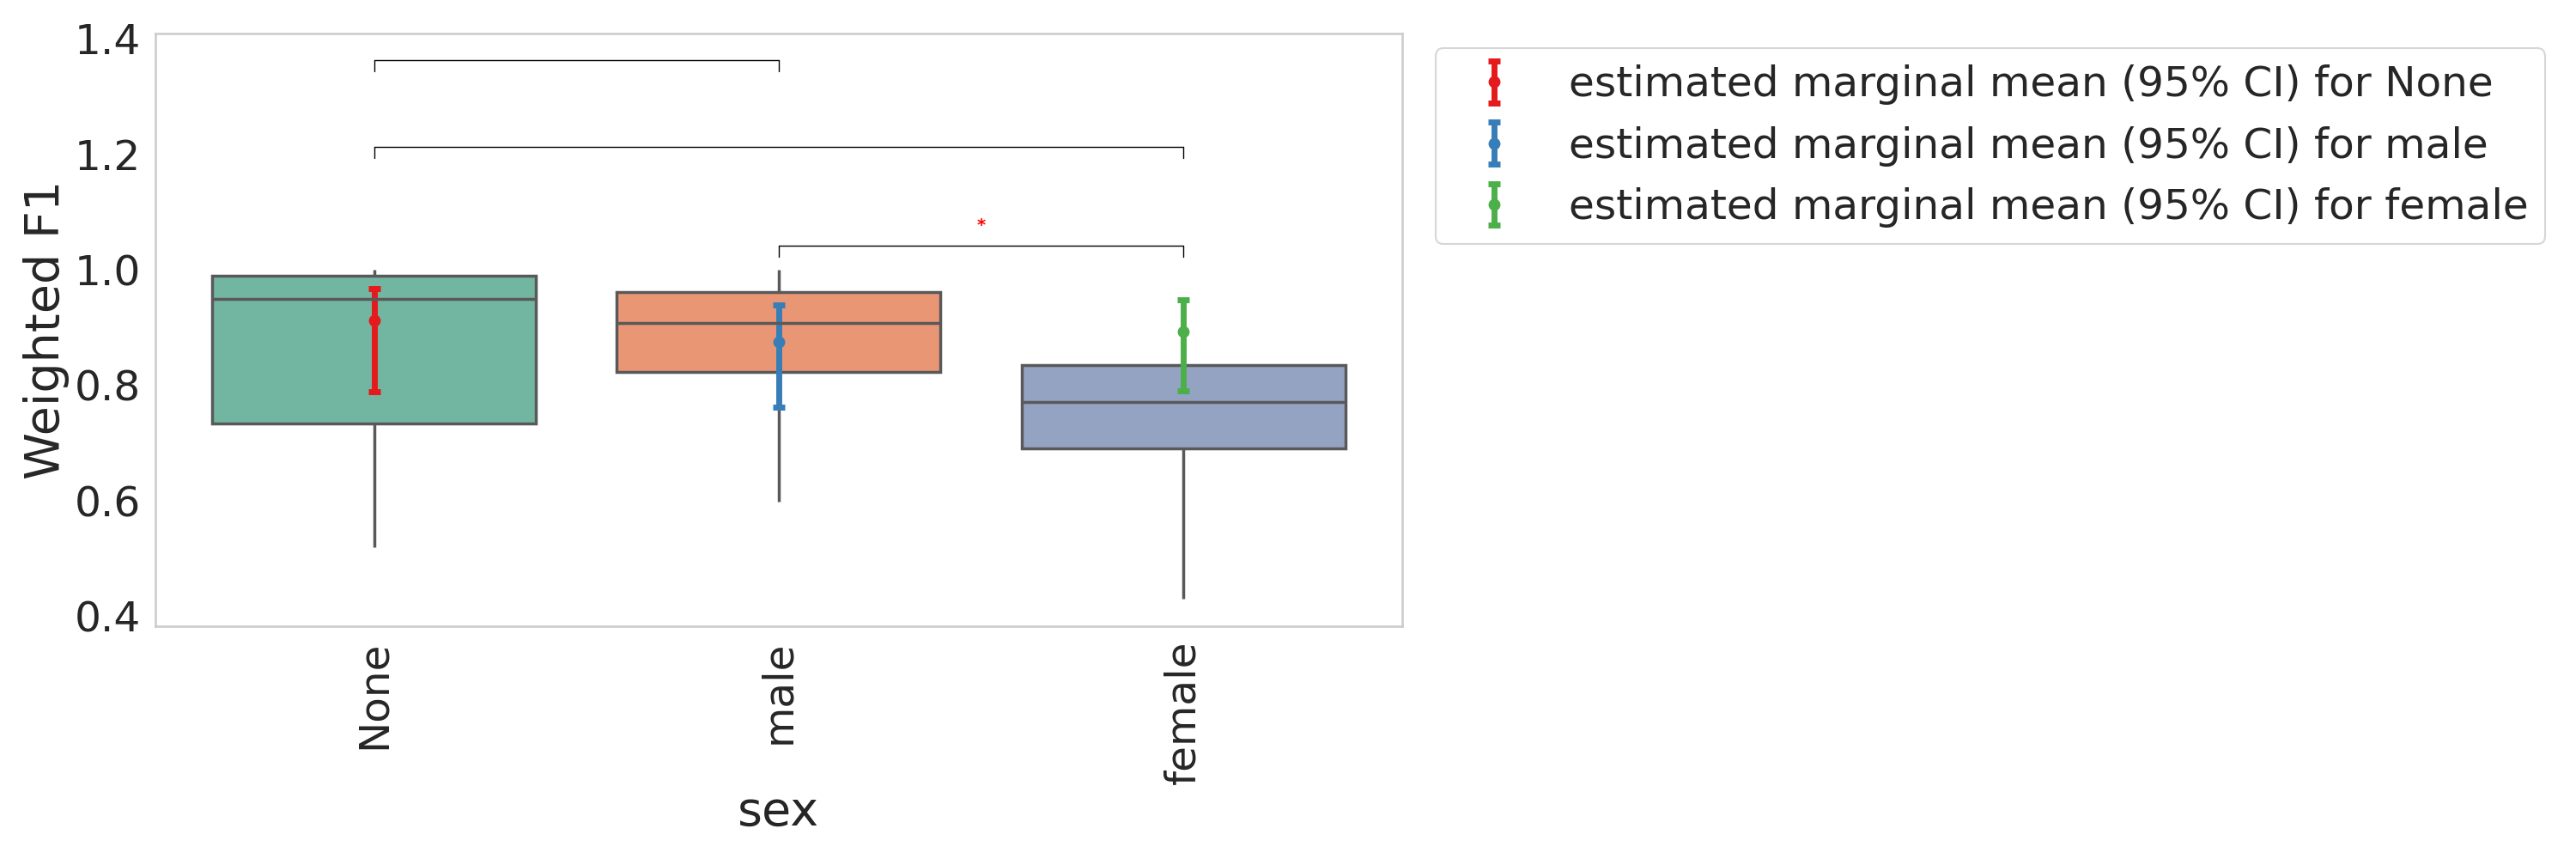 1.4
1.2
1.0
0.8
0.6
0.4
Weighted F1
*
None
male
female
sex
estimated marginal mean (95% CI) for None
estimated marginal mean (95% CI) for male
estimated marginal mean (95% CI) for female